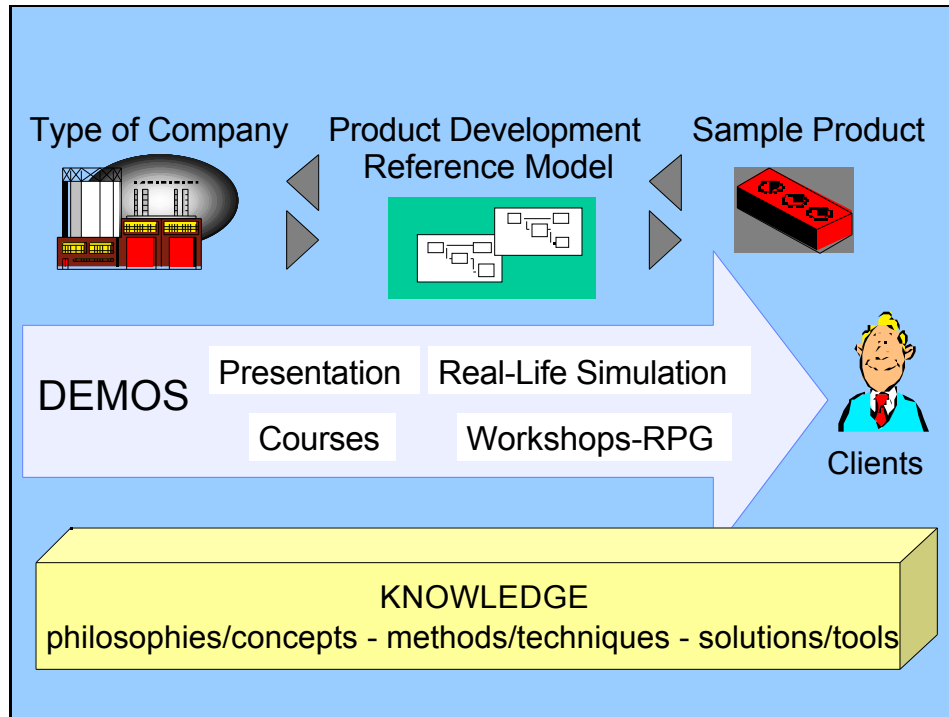 Type of Company
Product Development
Reference Model
Sample Product
DEMOS
Presentation
Real-Life Simulation
Courses
Workshops-RPG
Clients
KNOWLEDGE
philosophies/concepts - methods/techniques - solutions/tools